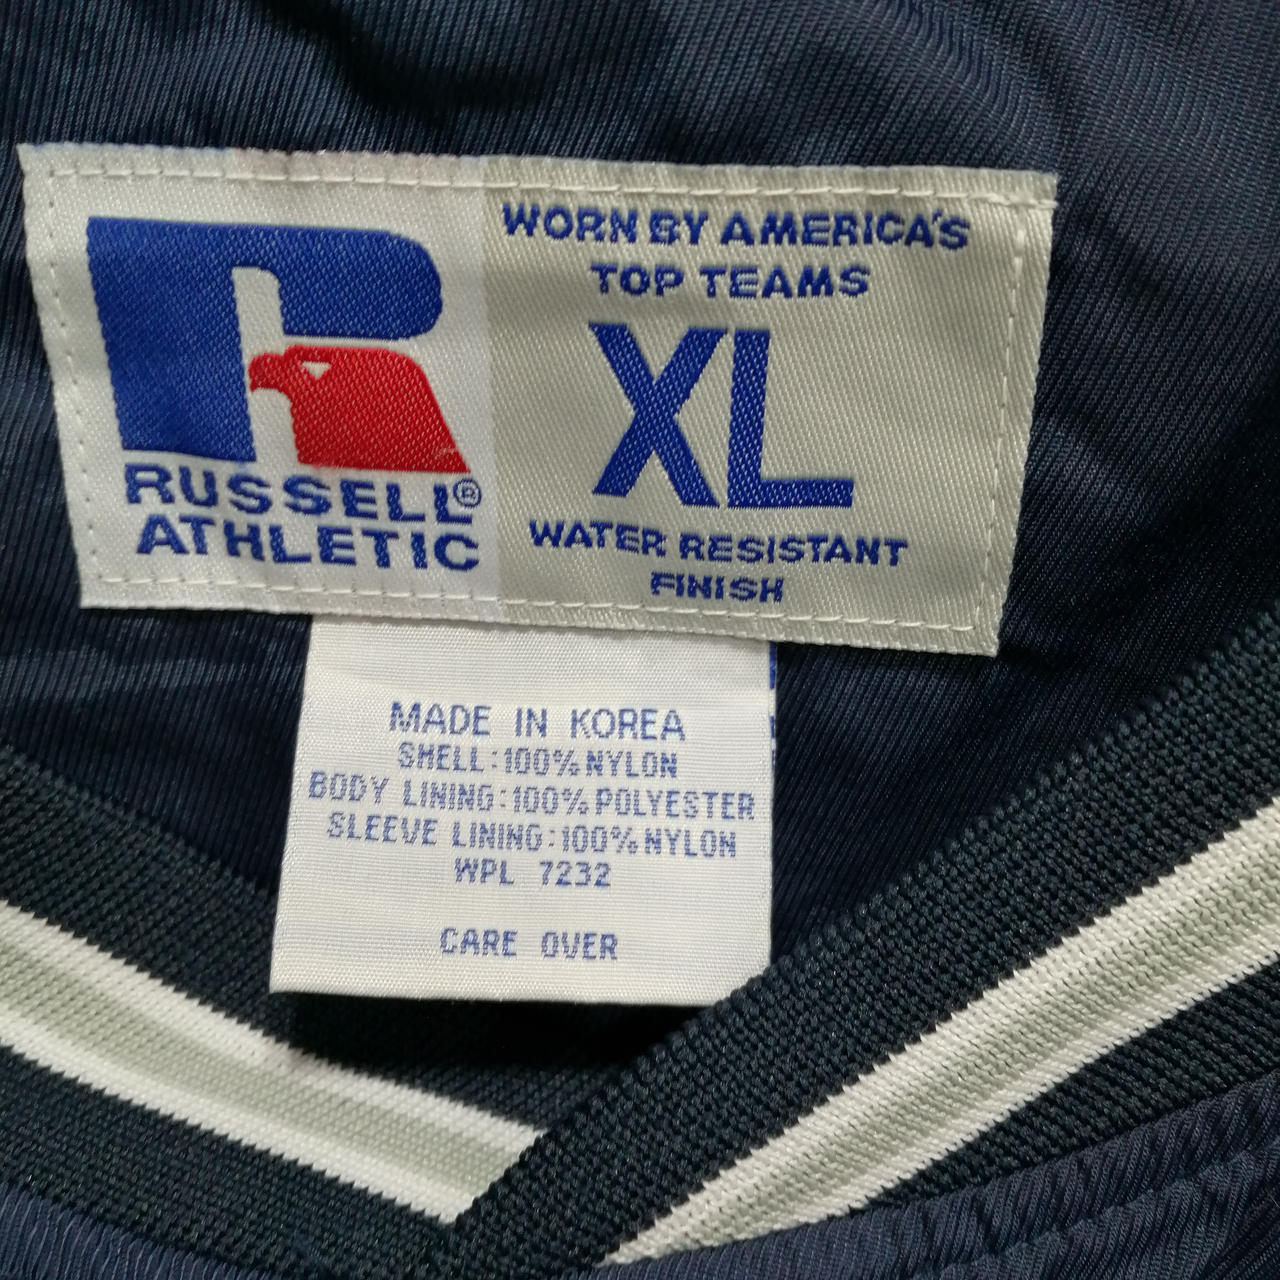 RUSSELL®
ATHLETIC
WORN BY AMERICA'S
TOP TEAMS
XL
WATER RESISTANT
FINISH
MADE IN KOREA
SHELL:100% NYLON
BODY LINING:100% POLYESTER
SLEEVE LINING:100% NYLON
WPL 7232
CARE OVER